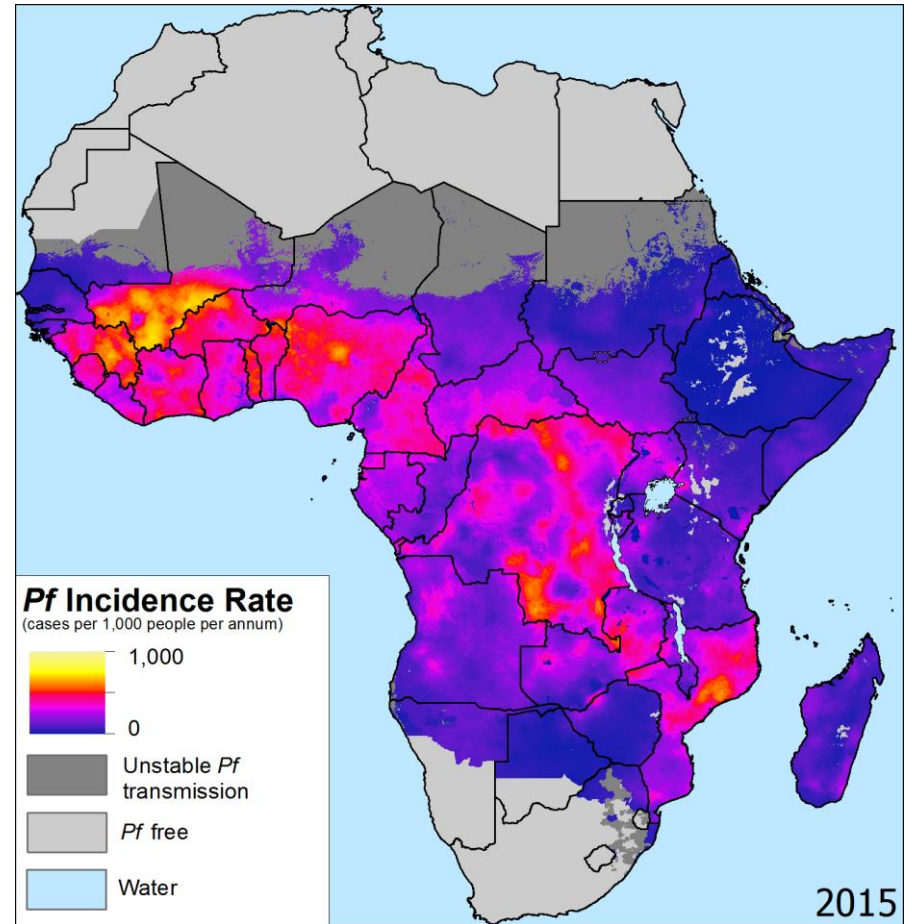 Pf Incidence Rate
(cases per 1,000 people per annum)
1,000
0
Unstable Pf
transmission
Pf free
Water
2015